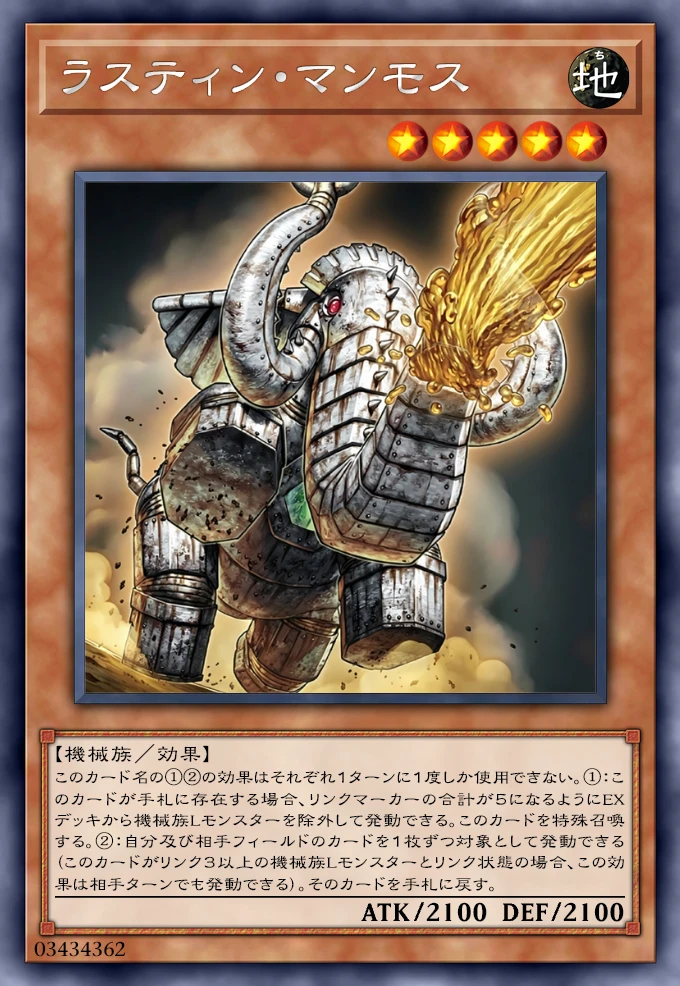 ラスティン・マンモス
ち
地
【機械族／効果】
このカード名の①②の効果はそれぞれ1ターンに1度しか使用できない。①：こ
のカードが手札に存在する場合、リンクマーカーの合計が5になるようにEX
デッキから機械族Lモンスターを除外して発動できる。このカードを特殊召喚
する。②：自分及び相手フィールドのカードを1枚ずつ対象として発動できる
（このカードがリンク3以上の機械族Lモンスターとリンク状態の場合、この効
果は相手ターンでも発動できる）。そのカードを手札に戻す。
ATK/2100 DEF/2100
03434362